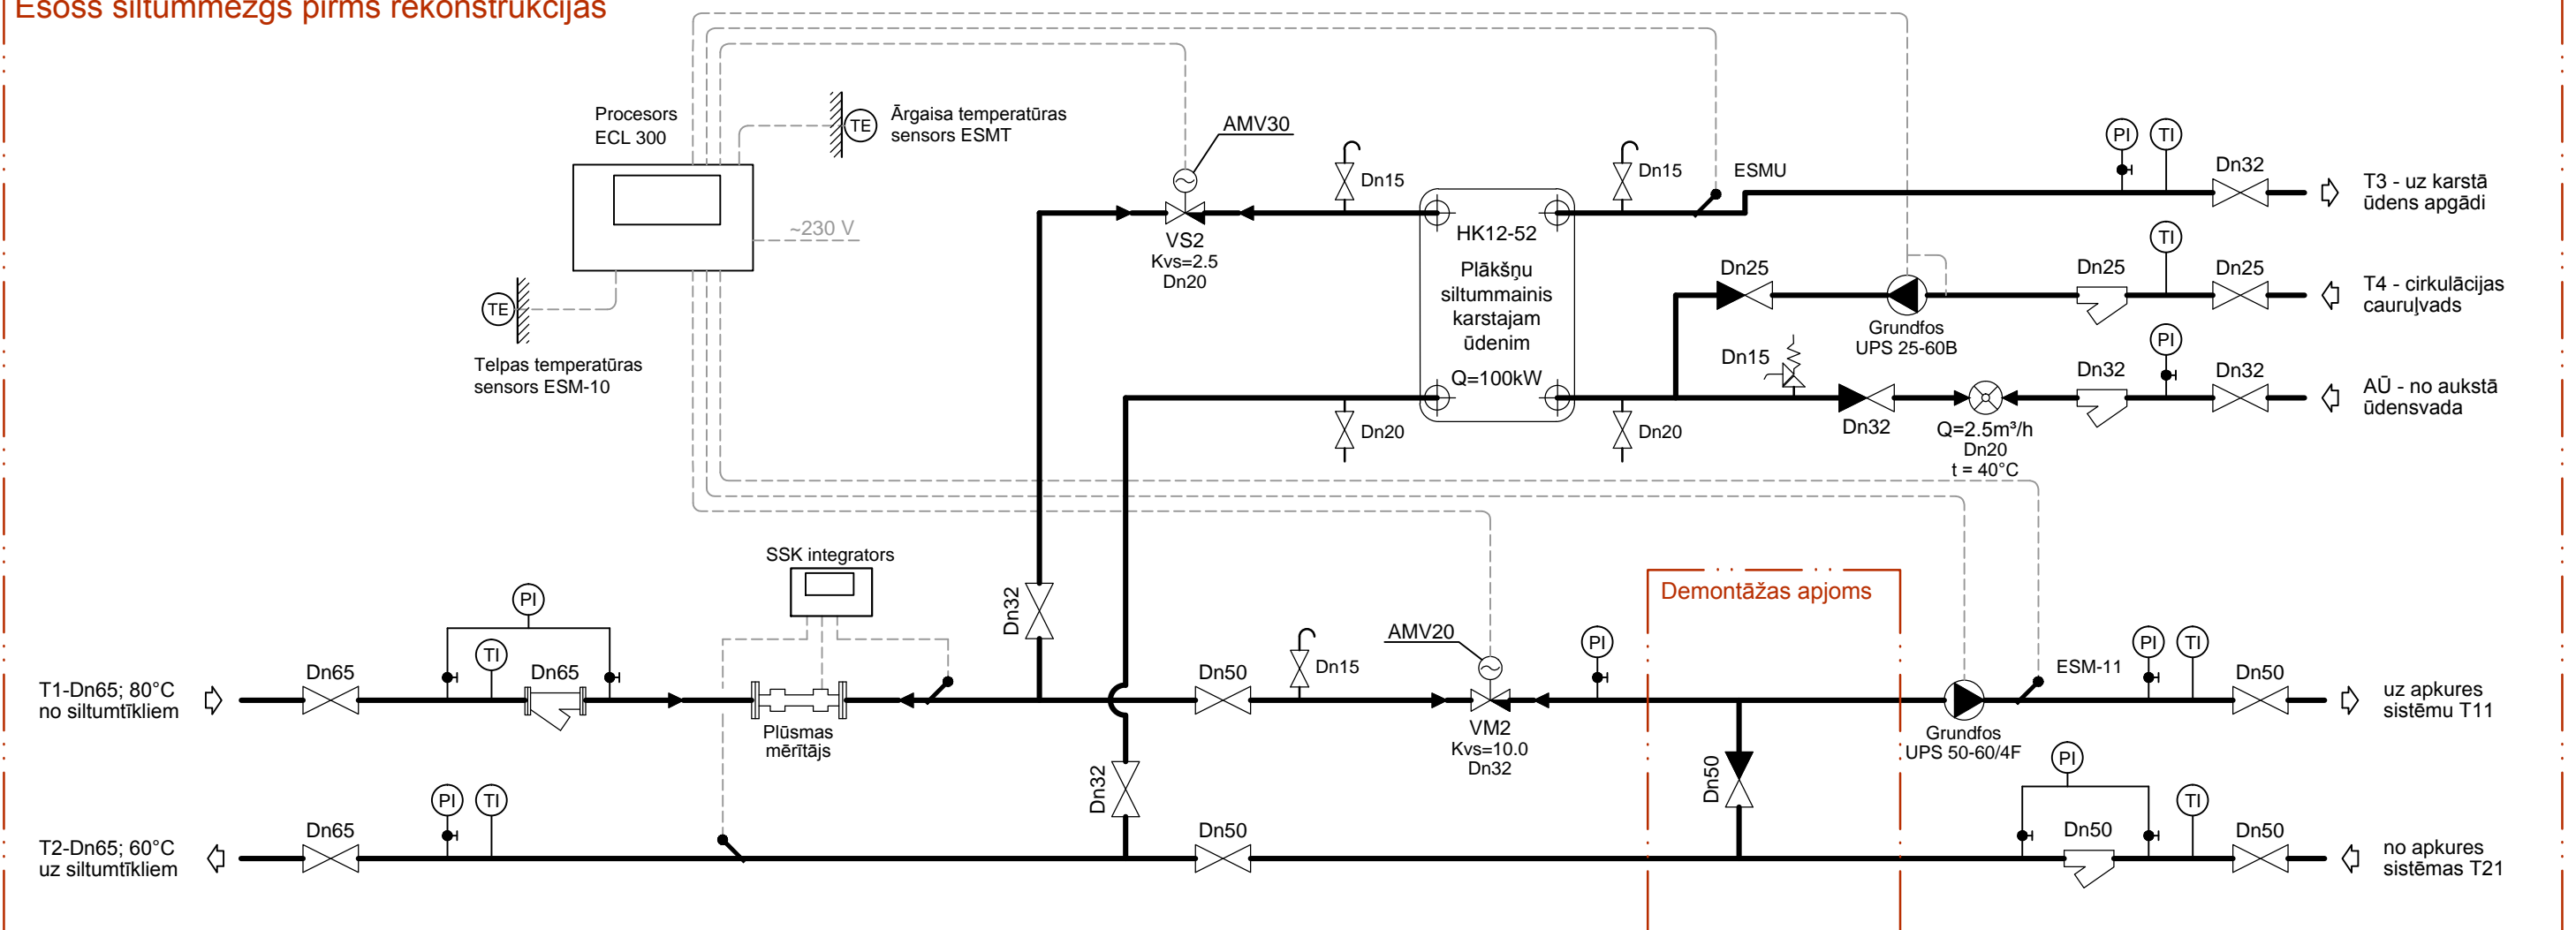 Esošs siltummezgs pirms rekonstrukcijas
Procesors
ECL 300
TE
Ārgaisa temperatūras
sensors ESMT
~230 V
TE
Telpas temperatūras
sensors ESM-10
AMV30
VS2
Kvs=2.5
Dn20
Dn15
Dn15
ESMU
HK12-52
Plākšņu
siltummainis
karstajam
ūdenim
Q=100kW
Dn20
Dn20
PI
TI
Dn32
T3 - uz karstā
ūdens apgādi
Dn25
Grundfos
UPS 25-60B
Dn25
TI
Dn25
T4 - cirkulācijas
cauruļvads
Dn15
Dn32
Q=2.5m³/h
Dn20
t = 40°C
Dn32
PI
Dn32
AŪ - no aukstā
ūdensvada
SSK integrators
Dn32
Demontāžas apjoms
T1-Dn65; 80°C
no siltumtīkliem
Dn65
PI
TI
Dn65
Plūsmas
mērītājs
Dn50
Dn15
AMV20
VM2
Kvs=10.0
Dn32
PI
Grundfos
UPS 50-60/4F
ESM-11
PI
TI
Dn50
uz apkures
sistēmu T11
T2-Dn65; 60°C
uz siltumtīkliem
Dn65
PI
TI
Dn32
Dn50
Dn50
PI
Dn50
TI
Dn50
no apkures
sistēmas T21